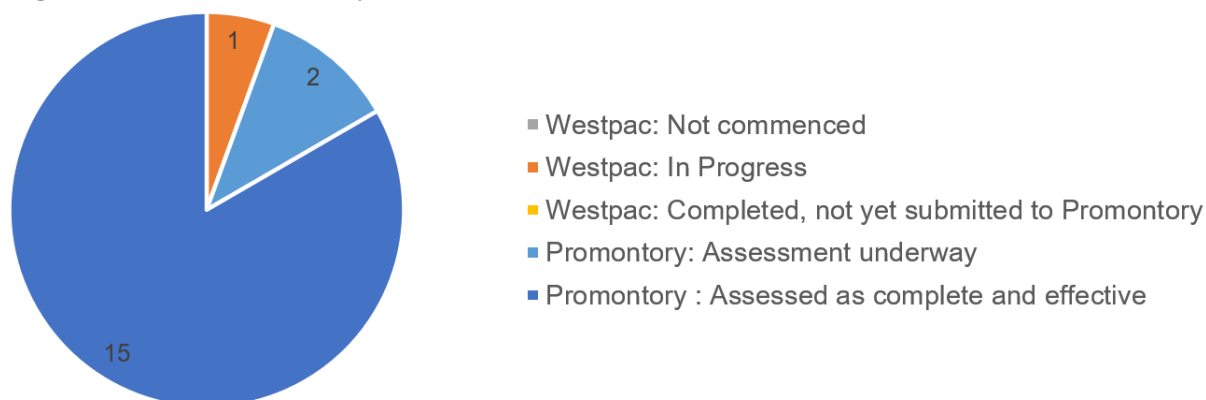 1
2
15
Westpac: Not commenced
Westpac: In Progress
Westpac: Completed, not yet submitted to Promontory
Promontory: Assessment underway
Promontory : Assessed as complete and effective